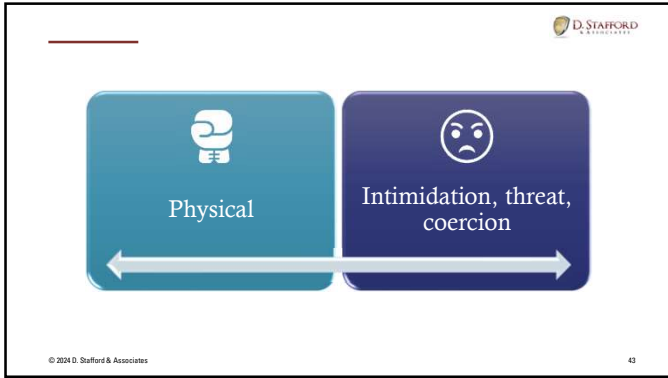 D. STAFFORD
& ASSOCIATES
Physical
Intimidation, threat,
coercion
© 2024 D. Stafford & Associates
43